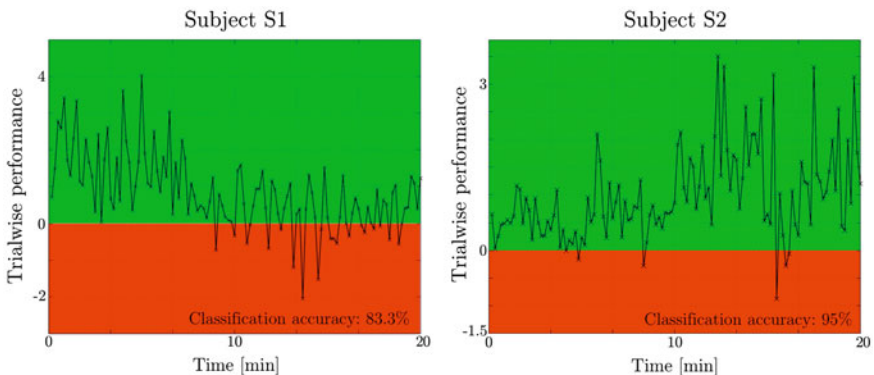 Subject S1
Trialwise performance
4
0
-2
Classification accuracy: 83.3%
0
10
20
Time [min]
Subject S2
Trialwise performance
3
0
-1.5
Classification accuracy: 95%
0
10
20
Time [min]